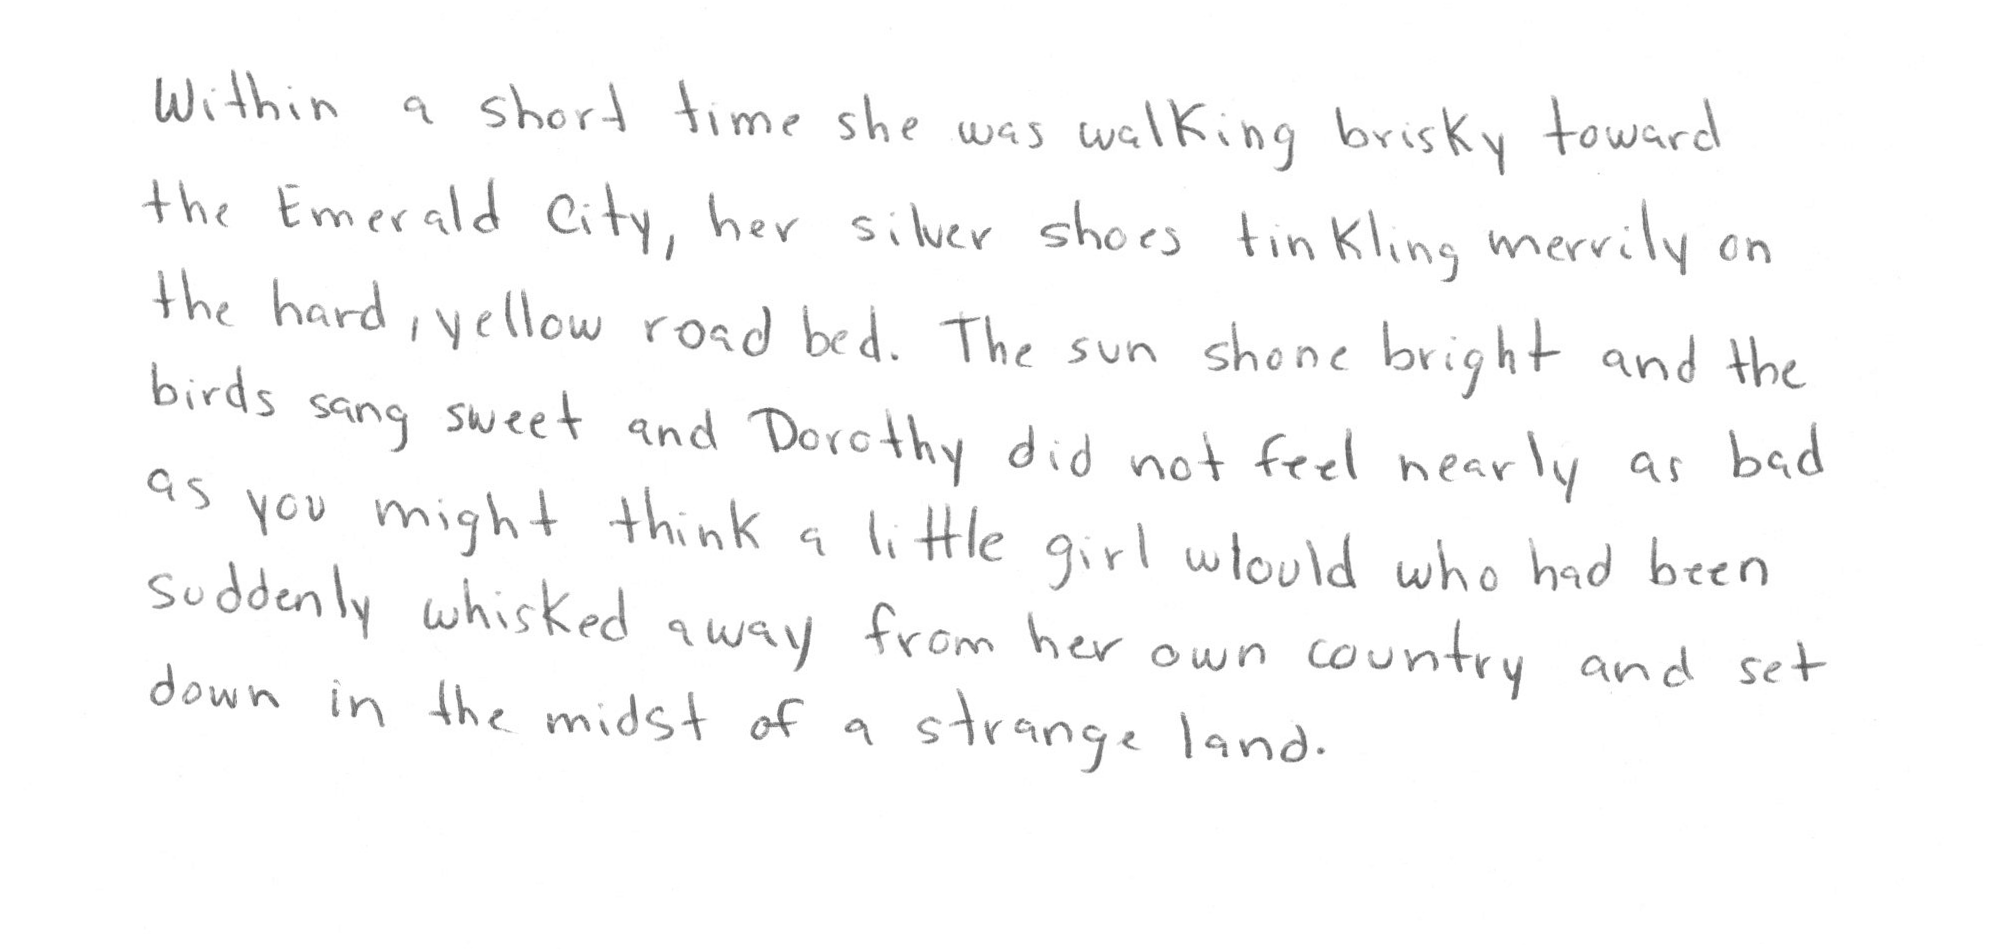 Within a short time she was walking brisky toward
the Emerald City, her silver shoes tinkling merrily on
the hard, yellow road bed. The sun shone bright and the
birds sang sweet and Dorothy did not feel nearly as bad
as you might think a little girl wlould who had been
suddenly whisked away from her own country and set
down in the midst of a strange land.